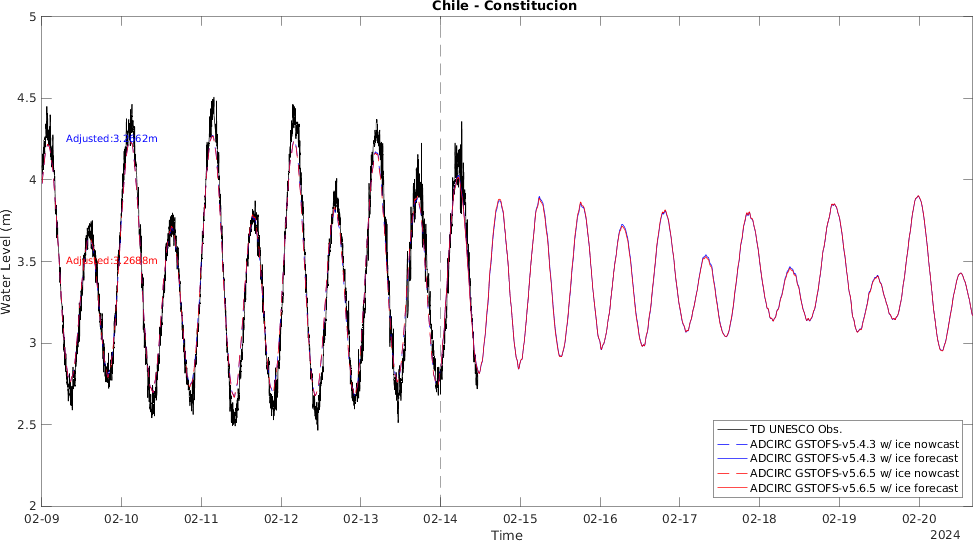 Chile - Constitucion
5
4.5
4
3.5
3
2.5
2
Water Level (m)
Adjusted:3.2662m
Adjusted:3.2688m
TD UNESCO Obs.
ADCIRC GSTOFS-v5.4.3 w/ ice nowcast
ADCIRC GSTOFS-v5.4.3 w/ ice forecast
ADCIRC GSTOFS-v5.6.5 w/ ice nowcast
ADCIRC GSTOFS-v5.6.5 w/ ice forecast
02-09 02-10 02-11 02-12 02-13 02-14 02-15 02-16 02-17 02-18 02-19 02-20
Time
2024